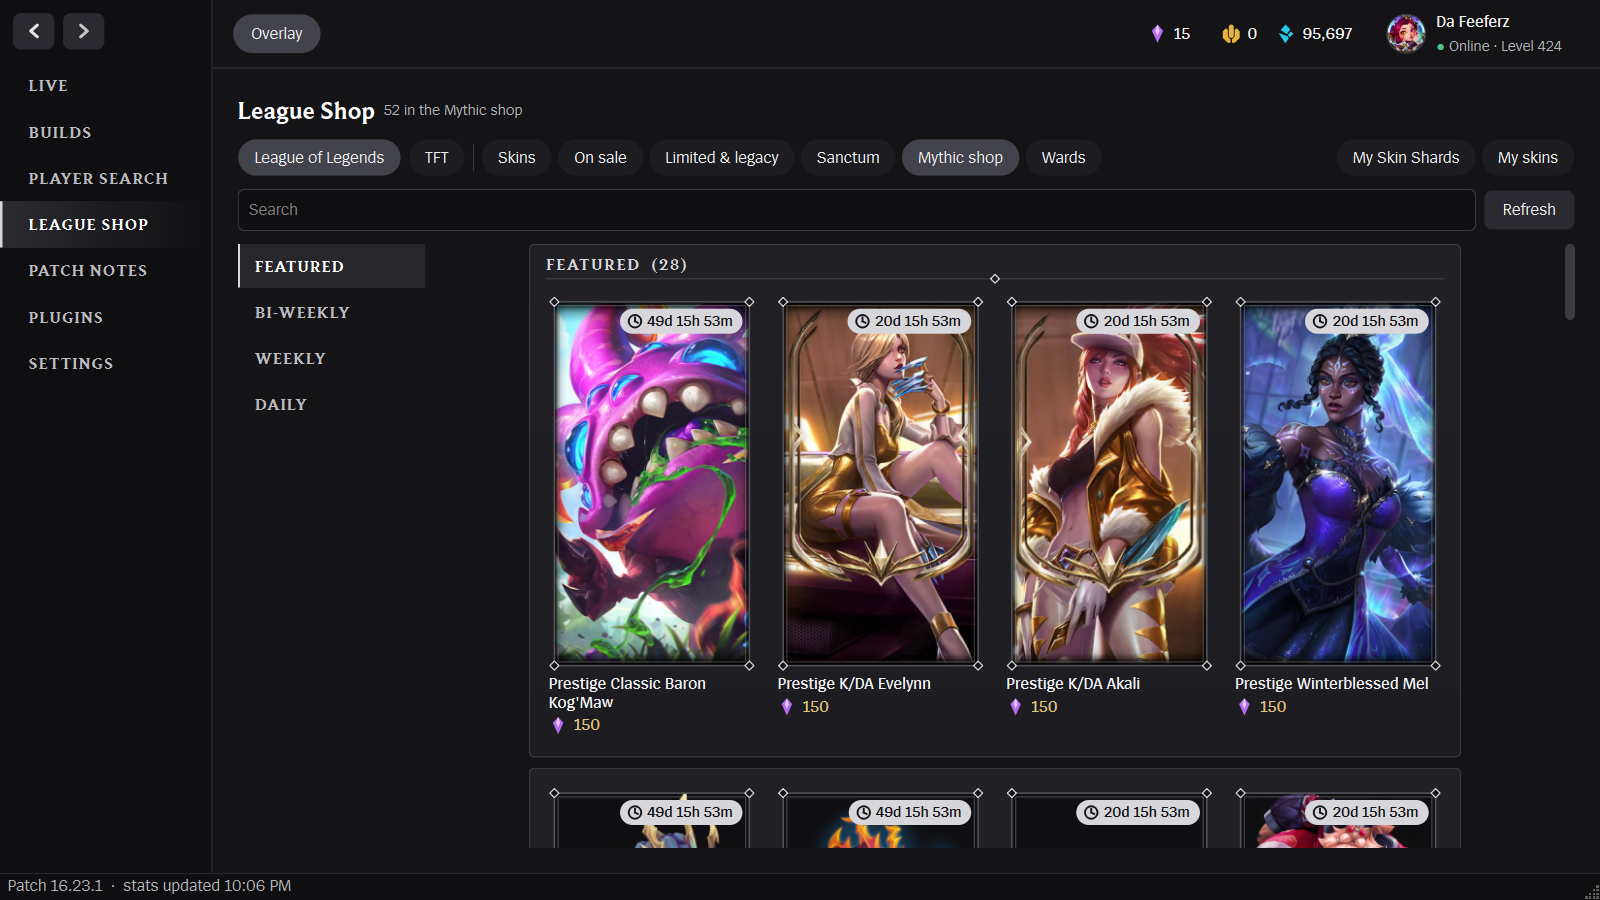 Overlay
15
0
95,697
Da Feeferz
Online · Level 424
LIVE
BUILDS
PLAYER SEARCH
LEAGUE SHOP
PATCH NOTES
PLUGINS
SETTINGS
League Shop 52 in the Mythic shop
League of Legends TFT Skins On sale Limited & legacy Sanctum Mythic shop Wards My Skin Shards My skins
Search Refresh
FEATURED
BI-WEEKLY
WEEKLY
DAILY
FEATURED (28)
49d 15h 53m 20d 15h 53m 20d 15h 53m 20d 15h 53m
Prestige Classic Baron
Kog'Maw
150
Prestige K/DA Evelynn
150
Prestige K/DA Akali
150
Prestige Winterblessed Mel
150
49d 15h 53m 49d 15h 53m 20d 15h 53m 20d 15h 53m
Patch 16.23.1 · stats updated 10:06 PM